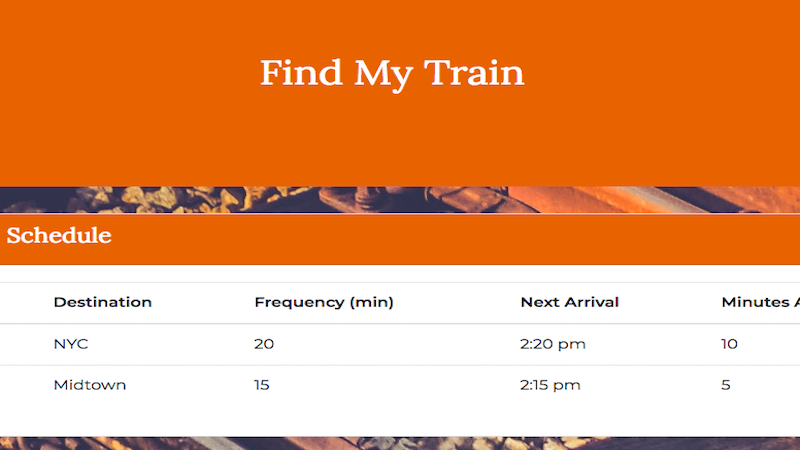 Find My Train
Schedule
Destination Frequency (min) Next Arrival Minutes A
NYC 20 2:20 pm 10
Midtown 15 2:15 pm 5